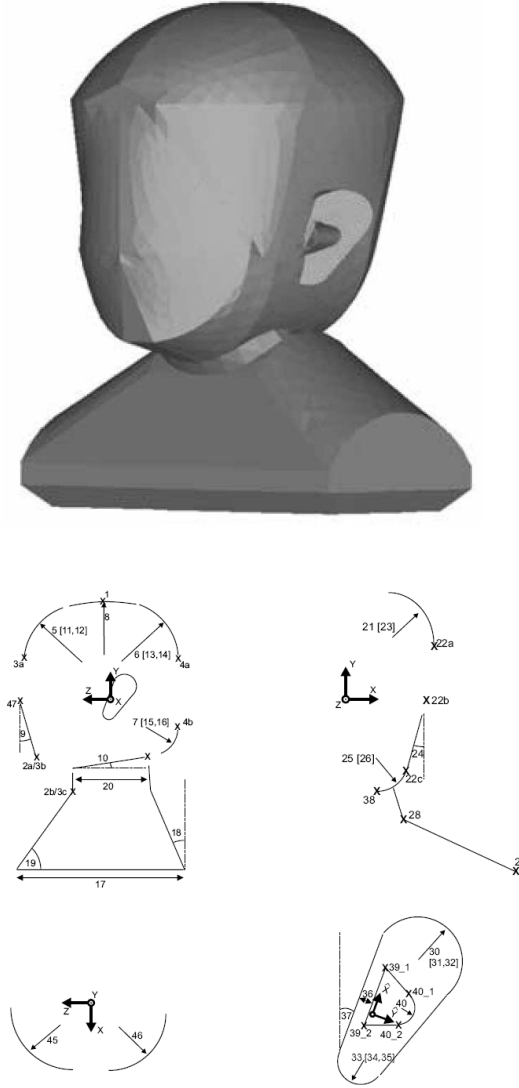 1
8
5 [11,12]
6 [13,14]
3a
4a
Y
Z
X
47
9
4b
7 [15,16]
2a/3b
10
20
2b/3c
18
19
17
21 [23]
22a
Y
Z
X
22b
24
25 [26]
22c
38
28
Y
Z
X
45
46
30
[31,32]
39_1
36
40_1
40
37
39_2
40_2
33 [34,35]